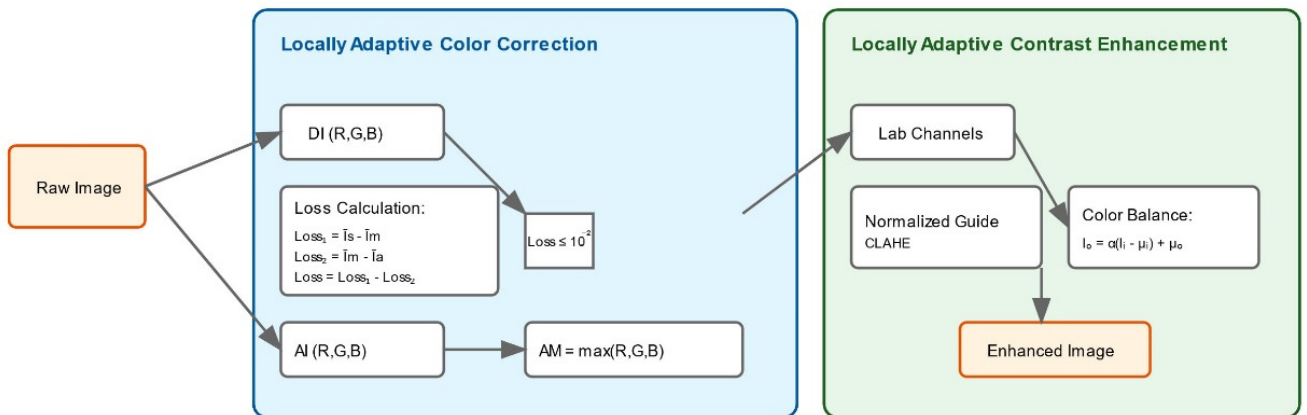 Locally Adaptive Color Correction
Locally Adaptive Contrast Enhancement
Raw Image
DI (R,G,B)
Loss Calculation:
Loss₁ = Īs - Īm
Loss₂ = Īm - Īa
Loss = Loss₁ - Loss₂
Loss ≤ 10⁻²
AI (R,G,B)
AM = max(R,G,B)
Lab Channels
Normalized Guide
CLAHE
Color Balance:
Iₒ = α(Iᵢ - μᵢ) + μₒ
Enhanced Image